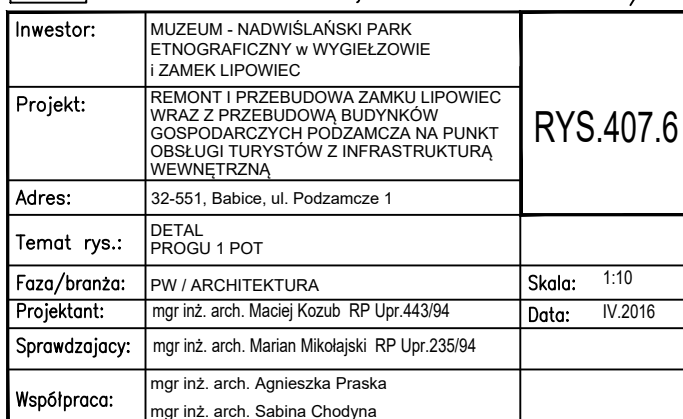 Inwestor: MUZEUM - NADWIŚLAŃSKI PARK
ETNOGRAFICZNY w WYGIEŁZOWIE
i ZAMEK LIPOWIEC
Projekt: REMONT I PRZEBUDOWA ZAMKU LIPOWIEC
WRAZ Z PRZEBUDOWĄ BUDYNKÓW
GOSPODARCZYCH PODZAMCZA NA PUNKT
OBSŁUGI TURYSTÓW Z INFRASTRUKTURĄ
WEWNĘTRZNĄ
RYS.407.6
Adres: 32-551, Babice, ul. Podzamcze 1
Temat rys.: DETAL
PROGU 1 POT
Faza/branża: PW / ARCHITEKTURA Skala: 1:10
Projektant: mgr inż. arch. Maciej Kozub RP Upr.443/94 Data: IV.2016
Sprawdzajacy: mgr inż. arch. Marian Mikołajski RP Upr.235/94
Współpraca: mgr inż. arch. Agnieszka Praska
mgr inż. arch. Sabina Chodyna